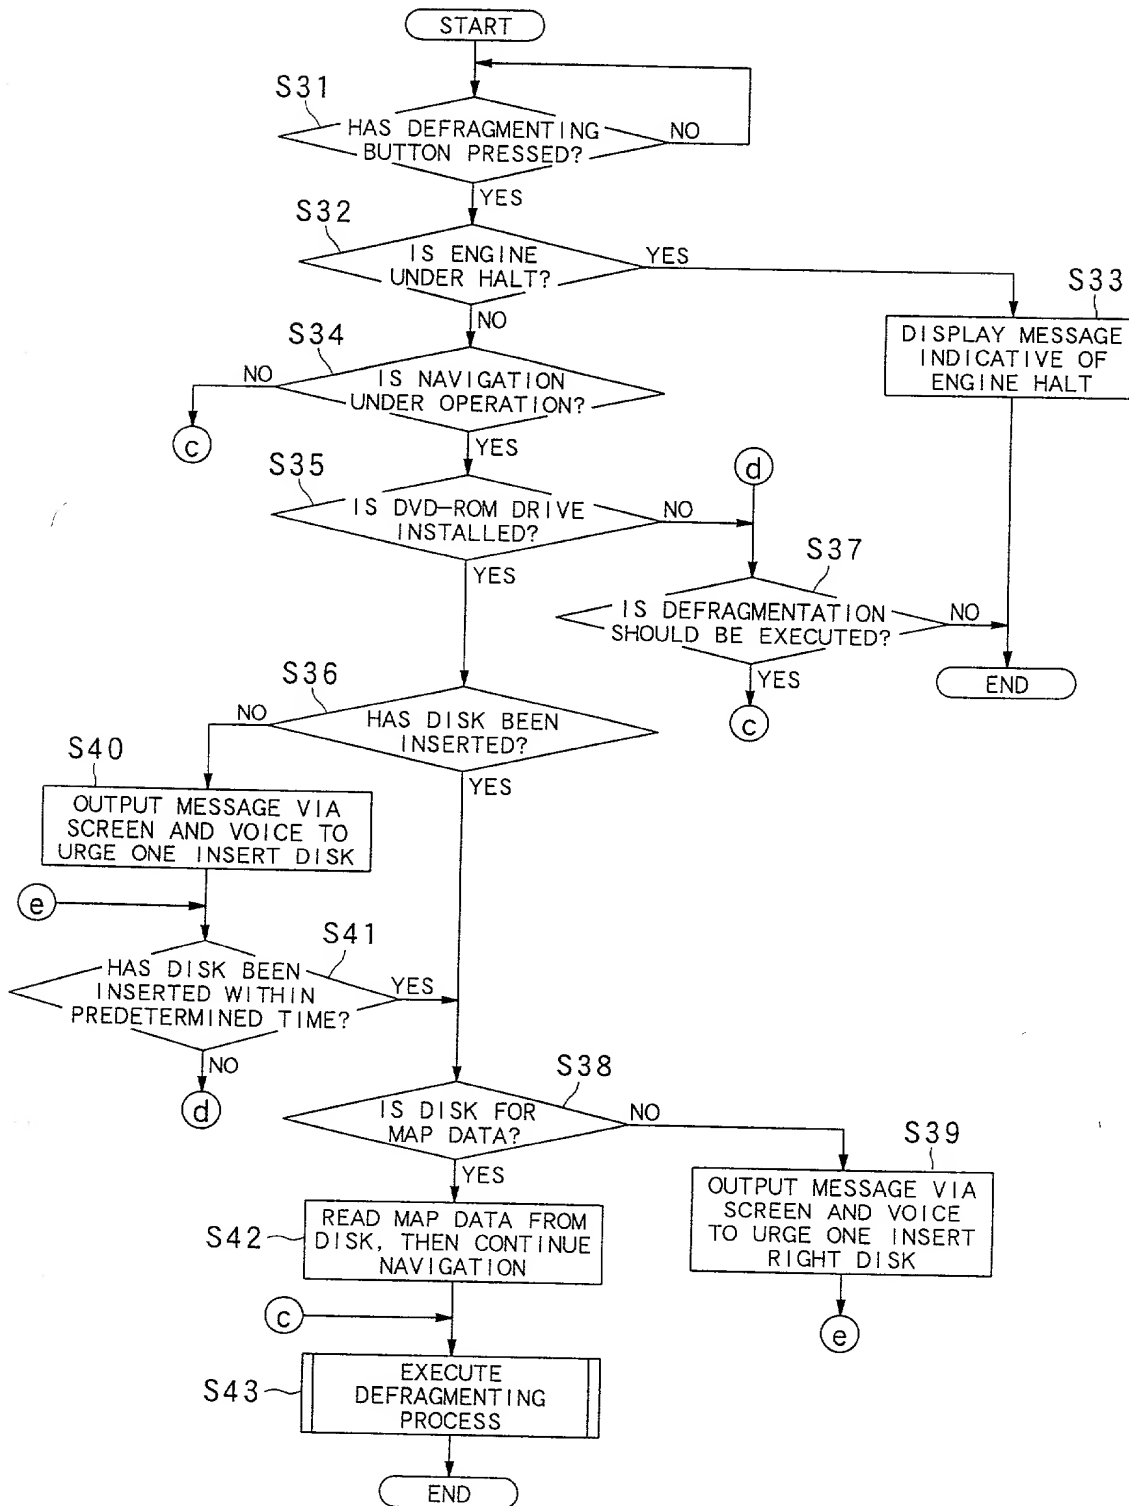 START
S31
HAS DEFRAGMENTING
BUTTON PRESSED?
NO
YES
S32
IS ENGINE
UNDER HALT?
YES
NO
S33
DISPLAY MESSAGE
INDICATIVE OF
ENGINE HALT
S34
IS NAVIGATION
UNDER OPERATION?
NO
c
YES
S35
IS DVD-ROM DRIVE
INSTALLED?
NO
d
YES
S37
IS DEFRAGMENTATION
SHOULD BE EXECUTED?
NO
YES
c
END
S36
HAS DISK BEEN
INSERTED?
NO
YES
S40
OUTPUT MESSAGE VIA
SCREEN AND VOICE TO
URGE ONE INSERT DISK
e
S41
HAS DISK BEEN
INSERTED WITHIN
PREDETERMINED TIME?
YES
NO
d
S38
IS DISK FOR
MAP DATA?
NO
YES
S39
OUTPUT MESSAGE VIA
SCREEN AND VOICE
TO URGE ONE INSERT
RIGHT DISK
e
S42
READ MAP DATA FROM
DISK, THEN CONTINUE
NAVIGATION
c
S43
EXECUTE
DEFRAGMENTING
PROCESS
END